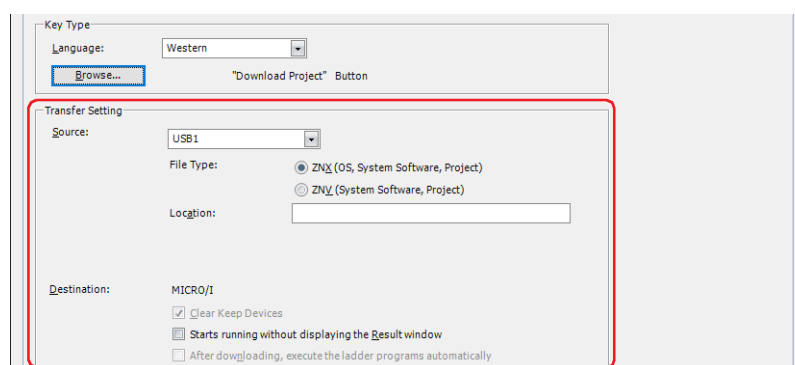 Key Type
Language: Western
Browse... "Download Project" Button
Transfer Setting
Source: USB1
File Type: ZNX (OS, System Software, Project)
ZNV (System Software, Project)
Location:
Destination: MICRO/I
Clear Keep Devices
Starts running without displaying the Result window
After downloading, execute the ladder programs automatically